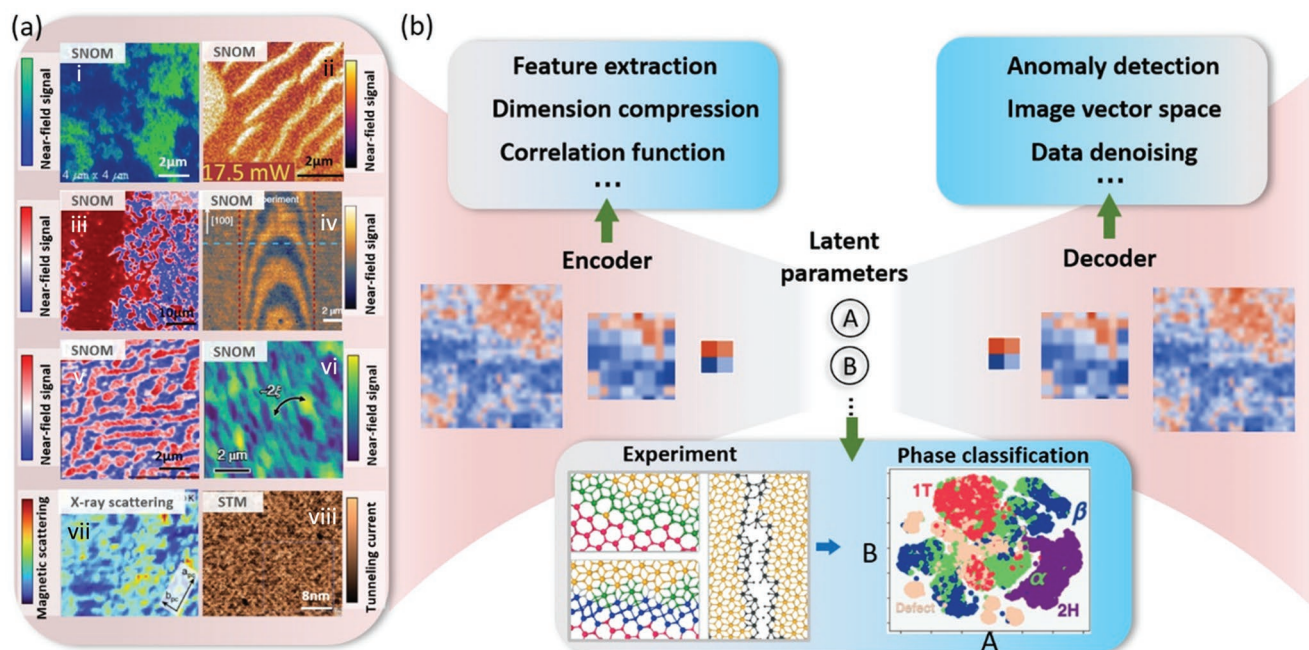 (a)
SNOM
i
Near-field signal
4 μm x 4 μm
2μm
SNOM
ii
Near-field signal
17.5 mW
2μm
SNOM
iii
Near-field signal
10μm
SNOM
periment
iv
[100]
Near-field signal
2 μm
SNOM
v
Near-field signal
2μm
SNOM
vi
~2ξ
Near-field signal
2 μm
X-ray scattering
vii
Magnetic scattering
a
b pc
STM
viii
Tunneling current
8nm
(b)
Feature extraction
Dimension compression
Correlation function
...
Encoder
Anomaly detection
Image vector space
Data denoising
...
Decoder
Latent
parameters
A
B
Experiment
Phase classification
1T
β
α
Defect
2H
B
A